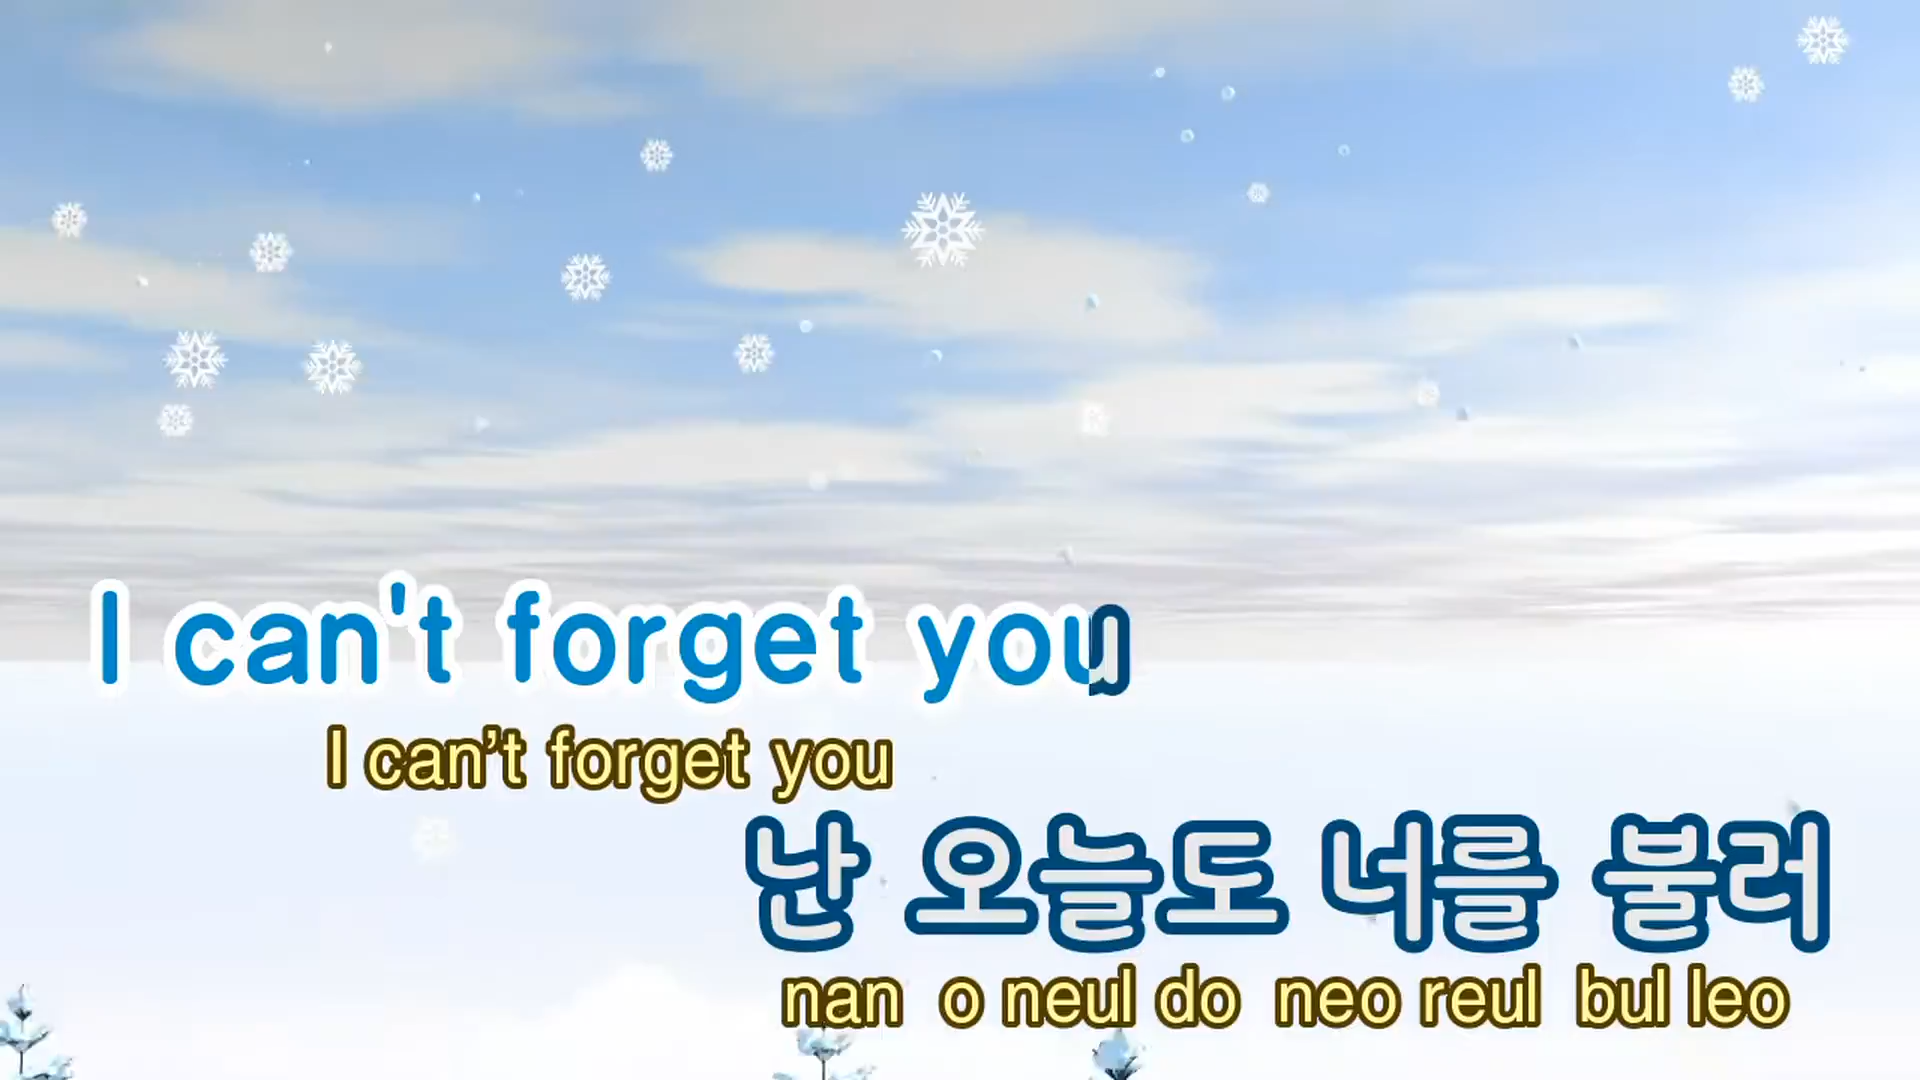 I can't forget you
I can’t forget you
난 오늘도 너를 불러
nan o neul do neo reul bul leo